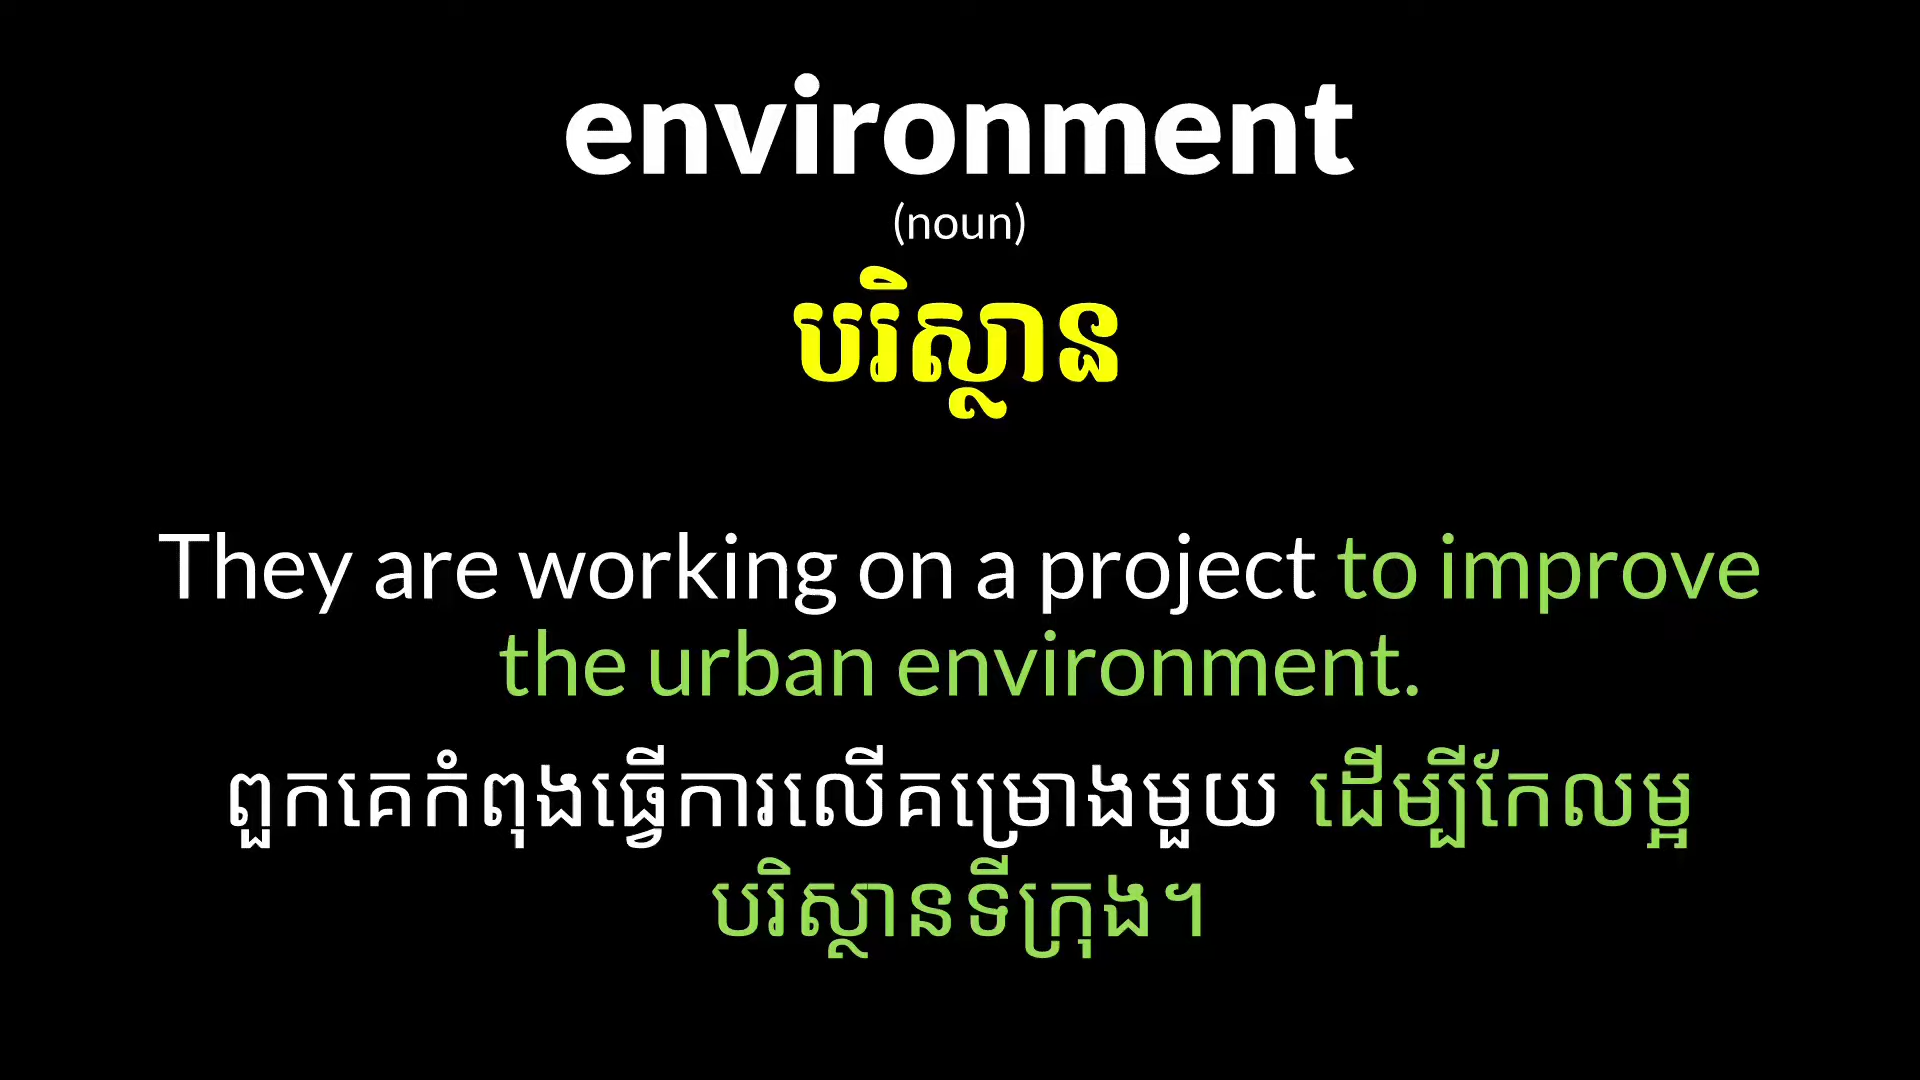 environment
(noun)
បរិស្ថាន
They are working on a project to improve
the urban environment.
ពួកគេកំពុងធ្វើការលើគម្រោងមួយ ដើម្បីកែលម្អ
បរិស្ថានទីក្រុង។